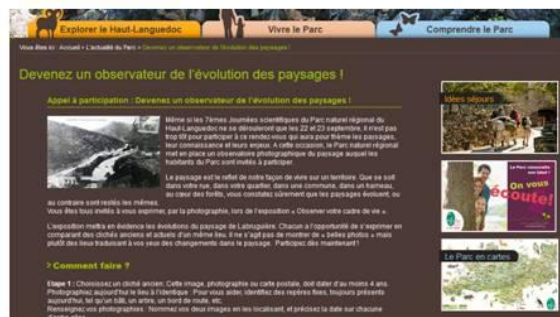 Explorer le Haut-Languedoc
Vivre le Parc
Comprendre le Parc
Vous êtes ici : Accueil » L'actualité du Parc » Devenez un observateur de l'évolution des paysages !
Devenez un observateur de l'évolution des paysages !
Appel à participation : Devenez un observateur de l'évolution des paysages !
Même si les 7èmes Journées scientifiques du Parc naturel régional du
Haut-Languedoc ne se dérouleront que les 22 et 23 septembre, il n'est pas
trop tôt pour participer à ce rendez-vous qui aura pour thème les paysages,
leur connaissance et leurs enjeux. A cette occasion, le Parc naturel régional
met en place un observatoire photographique du paysage auquel les
habitants du Parc sont invités à participer.
Le paysage est le reflet de notre façon de vivre sur un territoire. Que se soit
dans votre rue, dans votre quartier, dans une commune, dans un hameau,
au cœur des forêts, vous constatez sûrement que les paysages évoluent, ou
au contraire sont restés les mêmes.
Vous êtes tous invités à vous exprimer, par la photographie, lors de l'exposition « Observer votre cadre de vie ».
L'exposition mettra en évidence les évolutions du paysage de Labruguière. Chacun a l'opportunité de s'exprimer en
comparant des clichés anciens et actuels d'un même lieu. Il ne s'agit pas de montrer de « belles photos » mais
plutôt des lieux traduisant à vos yeux des changements dans le paysage. Participez dès maintenant !
> Comment faire ?
Etape 1 : Choisissez un cliché ancien: Cette image, photographie ou carte postale, doit dater d'au moins 4 ans.
Photographiez aujourd'hui le lieu à l'identique : Pour vous aider, identifiez des repères fixes, toujours présents
aujourd'hui, tel qu'un bâti, un arbre, un bord de route, etc.
Renseignez vos photographies : Nommez vos deux images en les localisant, et précisez la date sur chacune
Idées séjours
Le Parc renouvelle
son label !
On vous
écoute!
Le Parc en cartes